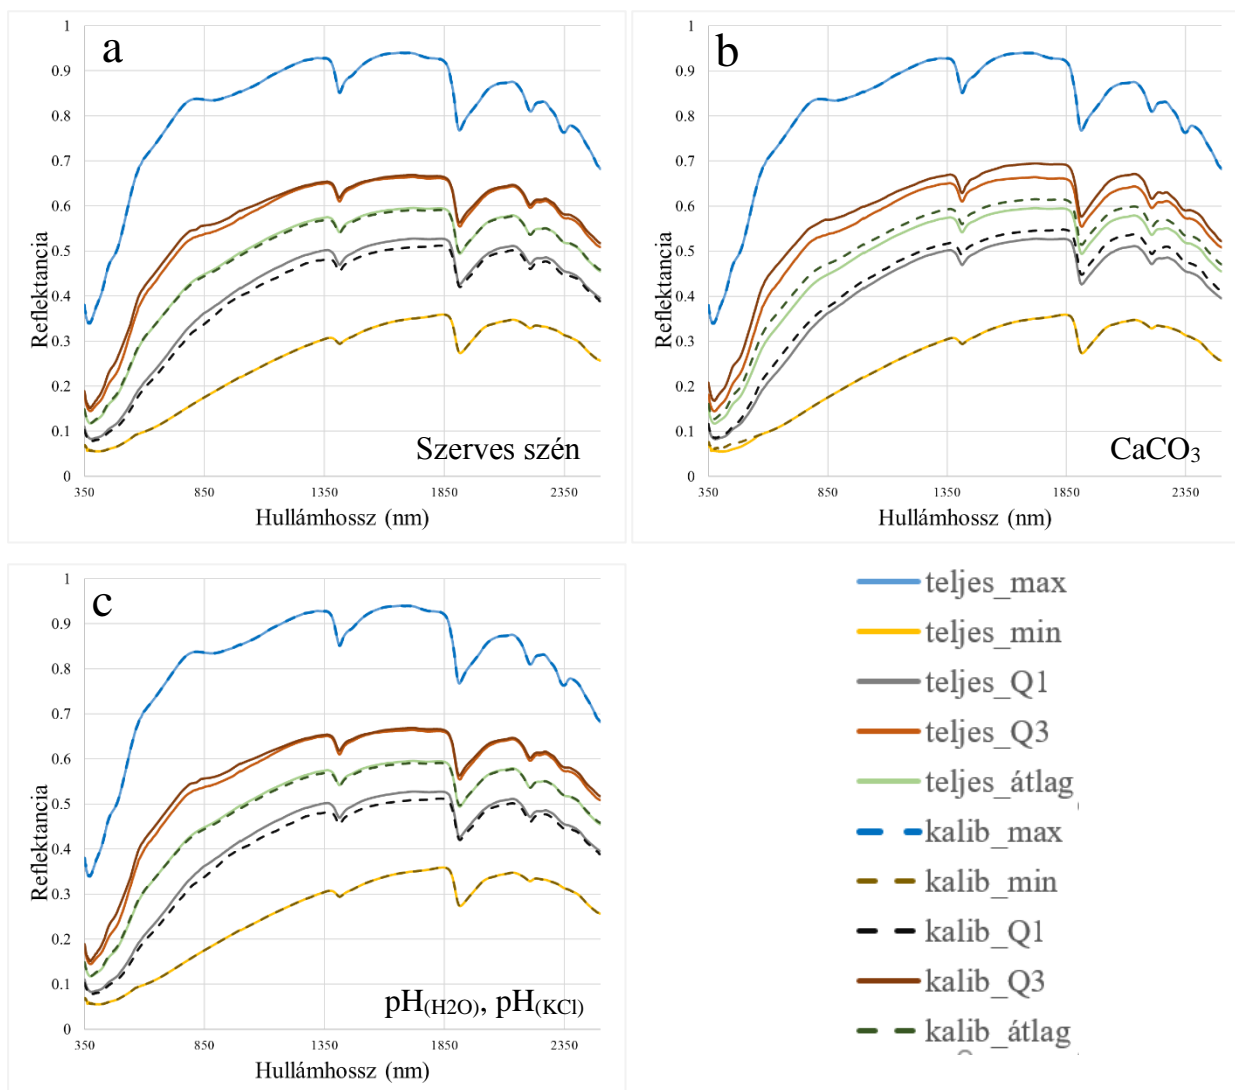 a
1
0.9
0.8
0.7
0.6
0.5
0.4
0.3
0.2
0.1
0
Reflektancia
350
850
1350
1850
2350
Hullámhossz (nm)
Szerves szén
b
1
0.9
0.8
0.7
0.6
0.5
0.4
0.3
0.2
0.1
0
Reflektancia
350
850
1350
1850
2350
Hullámhossz (nm)
CaCO₃
c
1
0.9
0.8
0.7
0.6
0.5
0.4
0.3
0.2
0.1
0
Reflektancia
350
850
1350
1850
2350
Hullámhossz (nm)
pH(H2O), pH(KCl)
teljes_max
teljes_min
teljes_Q1
teljes_Q3
teljes_átlag
kalib_max
kalib_min
kalib_Q1
kalib_Q3
kalib_átlag